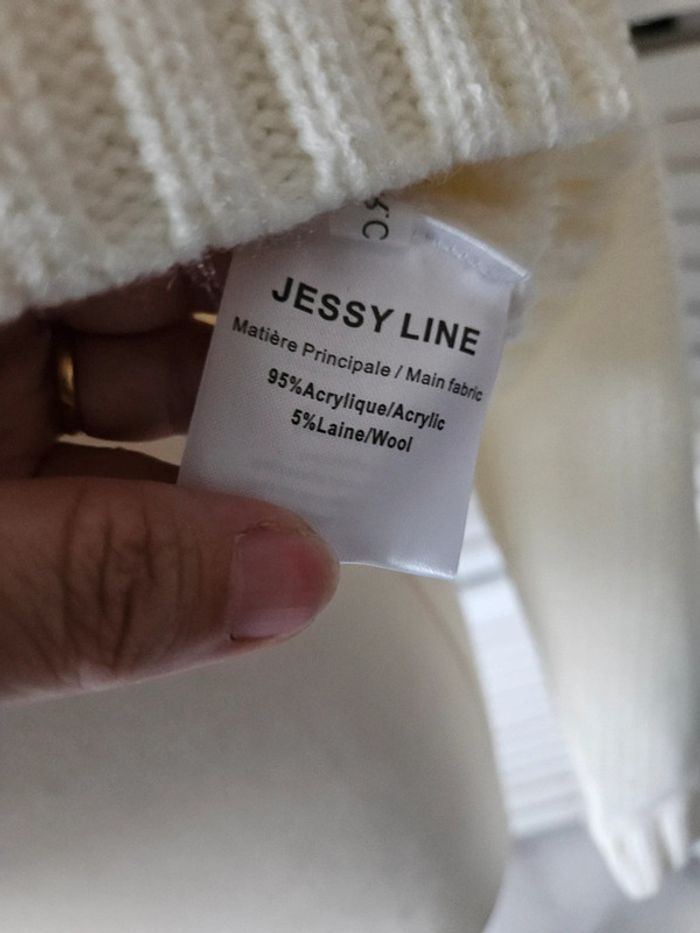 JESSY LINE
Matière Principale / Main fabric
95%Acrylique/Acrylic
5%Laine/Wool